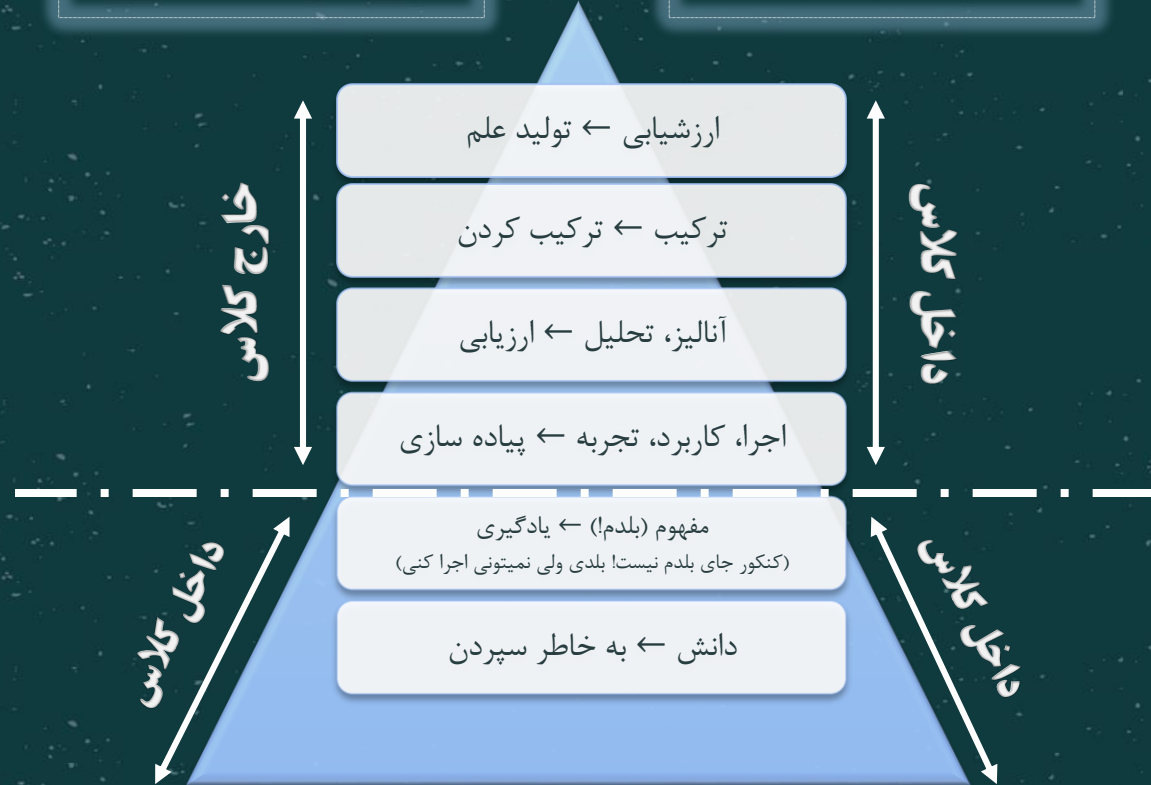 ارزشیابی ← تولید علم
ترکیب ← ترکیب کردن
آنالیز، تحلیل ← ارزیابی
اجرا، کاربرد، تجربه ← پیاده سازی
داخل کلاس
خارج کلاس
مفهوم (بلدم!) ← یادگیری
(کنکور جای بلدم نیست! بلدی ولی نمیتونی اجرا کنی)
دانش ← به خاطر سپردن
داخل کلاس
داخل کلاس